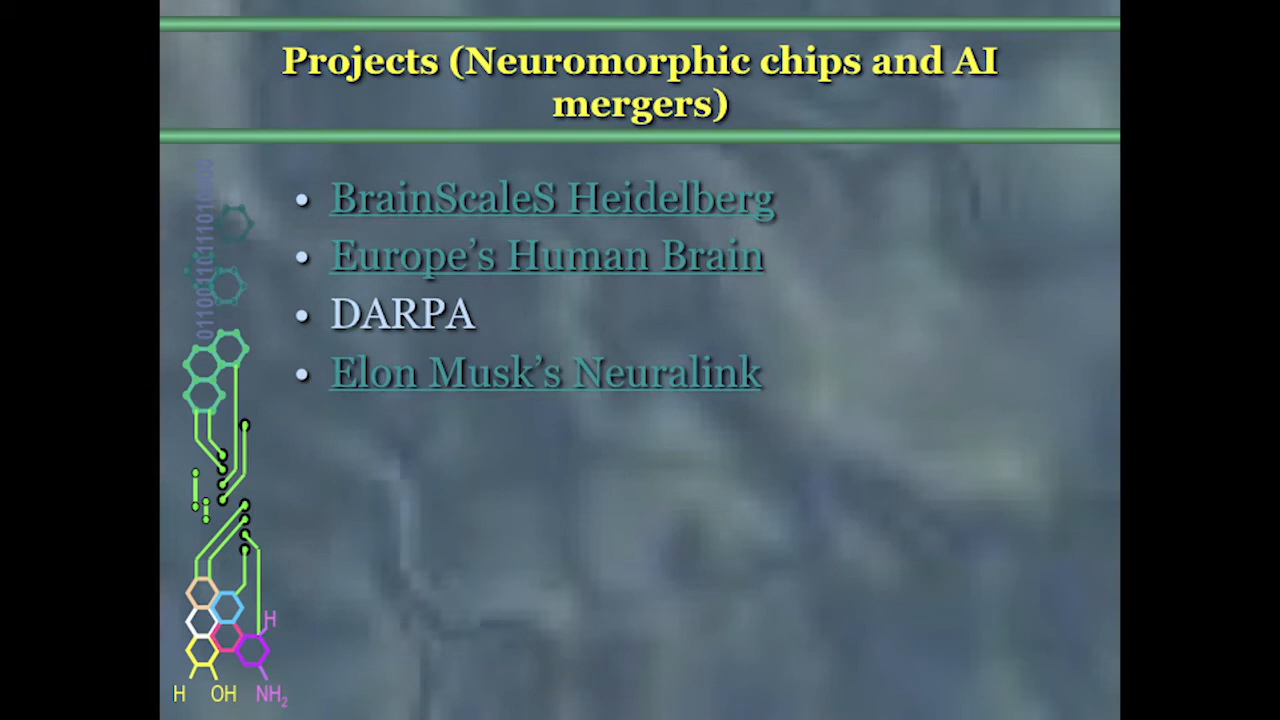 Projects (Neuromorphic chips and AI
mergers)
• BrainScaleS Heidelberg
• Europe’s Human Brain
• DARPA
• Elon Musk’s Neuralink
H
H
OH
NH₂